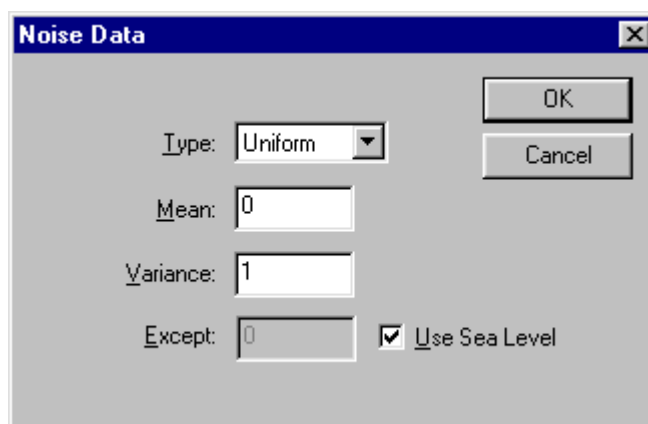 Noise Data
OK
Type: Uniform
Cancel
Mean: 0
Variance: 1
Except: 0 Use Sea Level